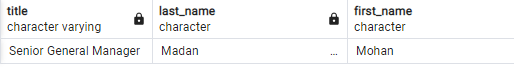 title last_name first_name
character varying character character
Senior General Manager Madan ... Mohan